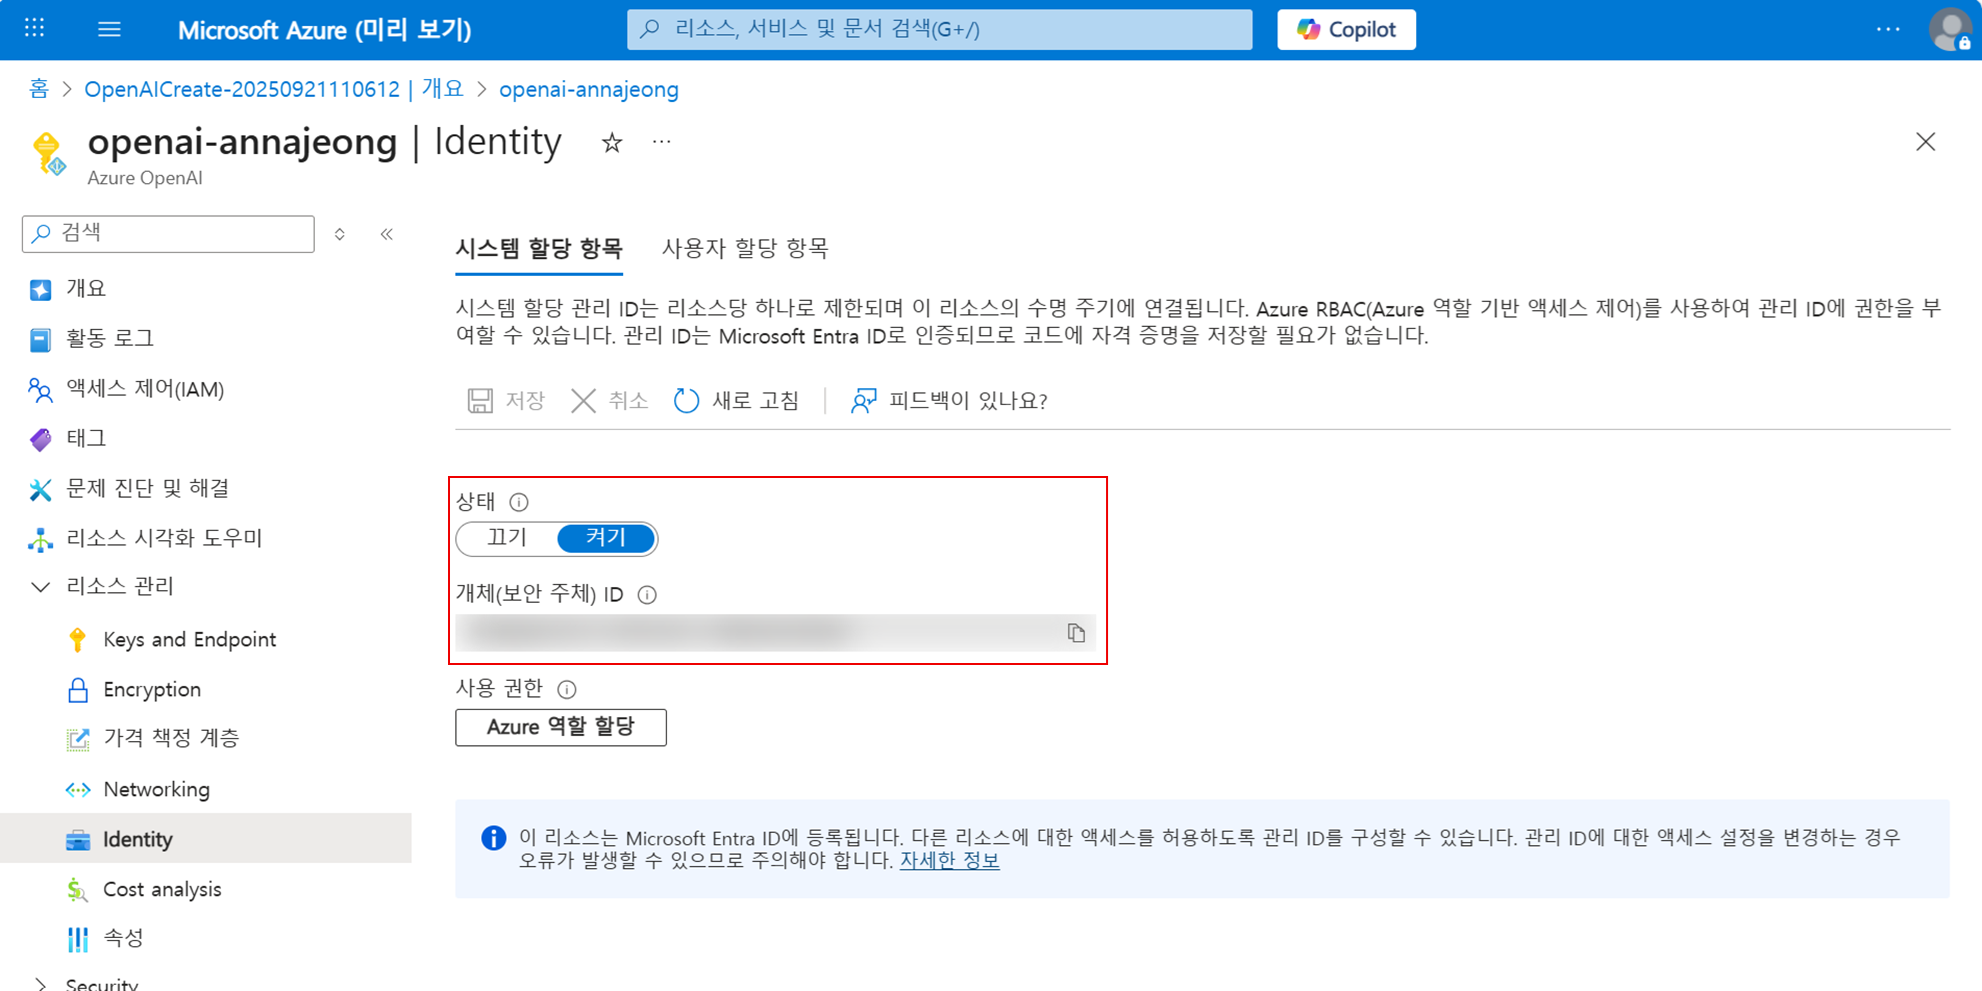 Microsoft Azure (미리 보기)
리소스, 서비스 및 문서 검색(G+/)
Copilot
홈 > OpenAICreate-20250921110612 | 개요 > openai-annajeong
openai-annajeong | Identity
Azure OpenAI
검색
개요
활동 로그
액세스 제어(IAM)
태그
문제 진단 및 해결
리소스 시각화 도우미
리소스 관리
Keys and Endpoint
Encryption
가격 책정 계층
Networking
Identity
Cost analysis
속성
Security
시스템 할당 항목 사용자 할당 항목
시스템 할당 관리 ID는 리소스당 하나로 제한되며 이 리소스의 수명 주기에 연결됩니다. Azure RBAC(Azure 역할 기반 액세스 제어)를 사용하여 관리 ID에 권한을 부
여할 수 있습니다. 관리 ID는 Microsoft Entra ID로 인증되므로 코드에 자격 증명을 저장할 필요가 없습니다.
저장 취소 새로 고침 피드백이 있나요?
상태
끄기 켜기
개체(보안 주체) ID
사용 권한
Azure 역할 할당
이 리소스는 Microsoft Entra ID에 등록됩니다. 다른 리소스에 대한 액세스를 허용하도록 관리 ID를 구성할 수 있습니다. 관리 ID에 대한 액세스 설정을 변경하는 경우
오류가 발생할 수 있으므로 주의해야 합니다. 자세한 정보